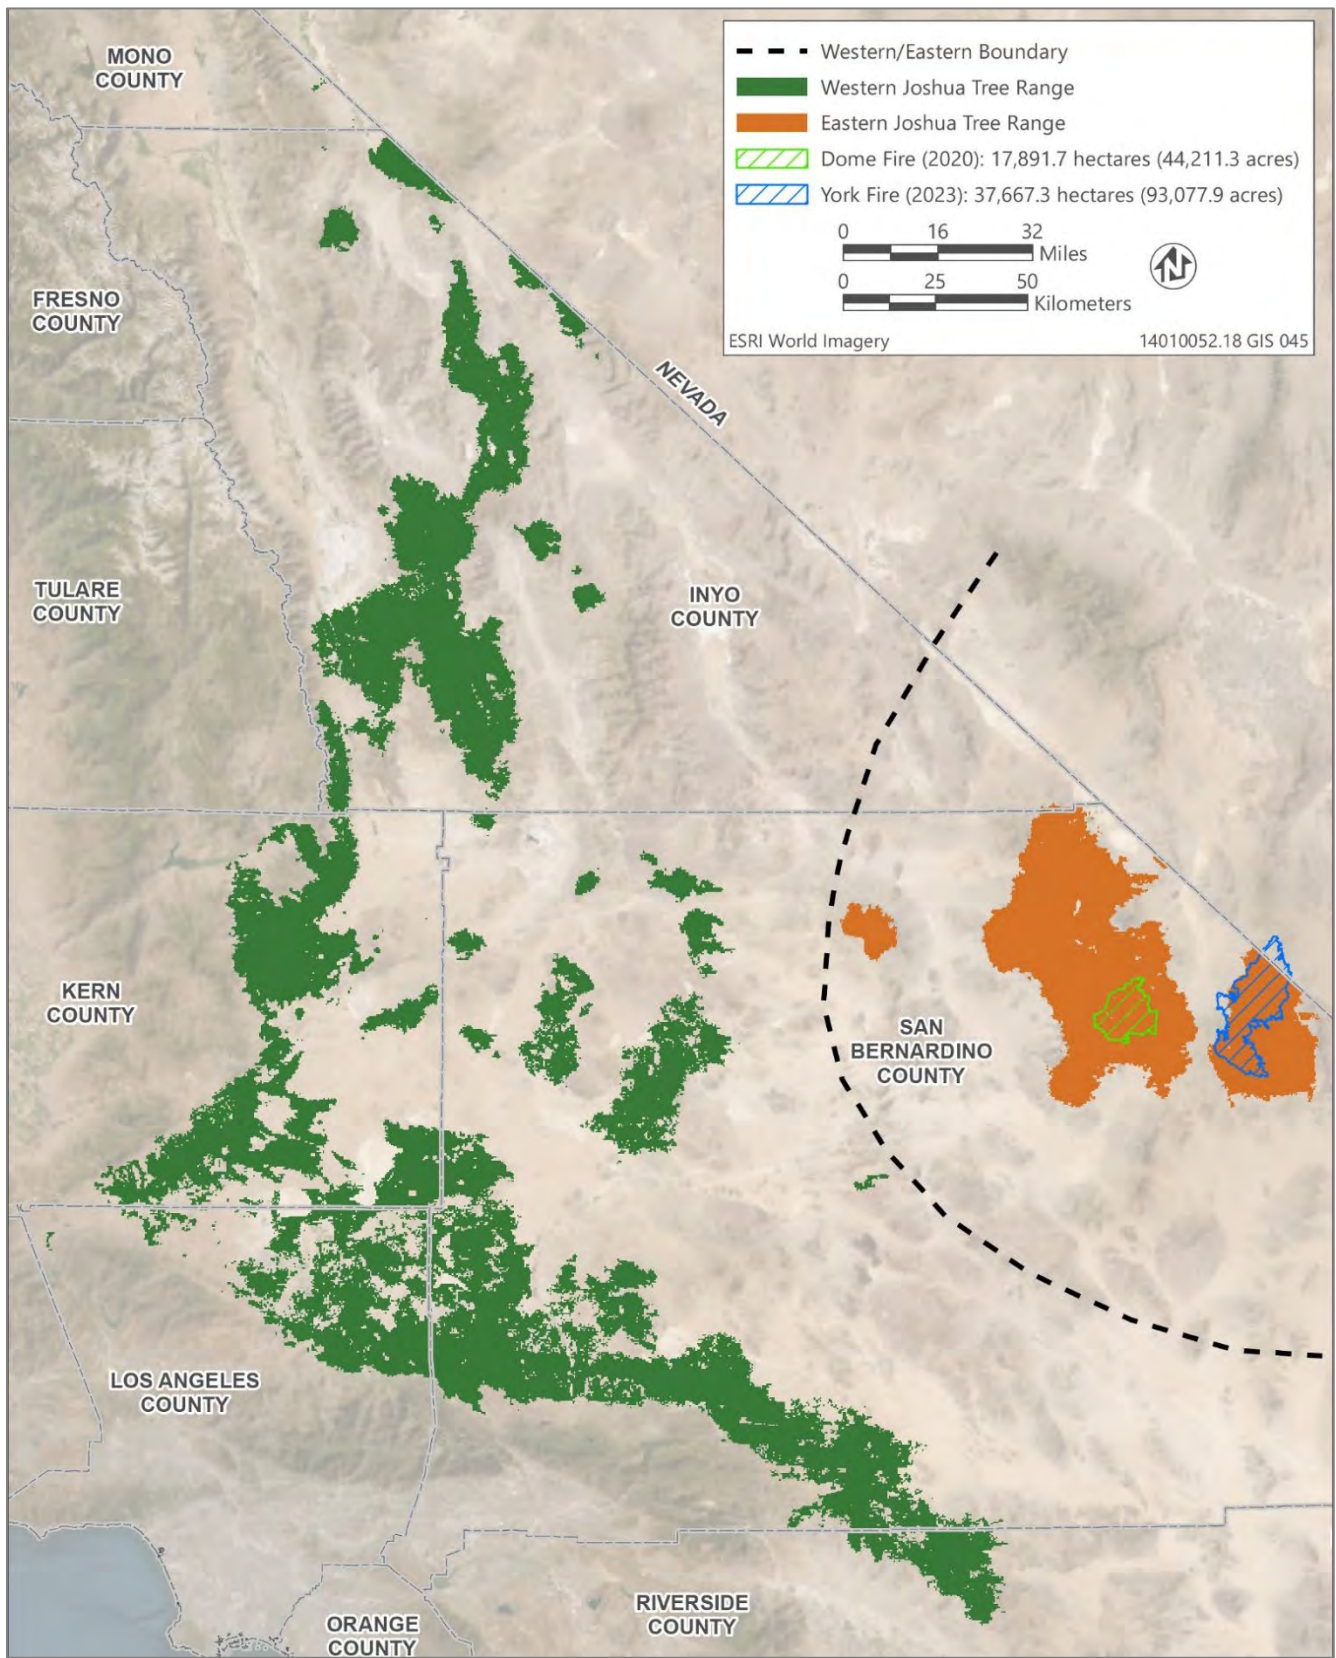 MONO
COUNTY
Western/Eastern Boundary
Western Joshua Tree Range
Eastern Joshua Tree Range
Dome Fire (2020): 17,891.7 hectares (44,211.3 acres)
York Fire (2023): 37,667.3 hectares (93,077.9 acres)
0 16 32
Miles
0 25 50
Kilometers
N
ESRI World Imagery 14010052.18 GIS 045
FRESNO
COUNTY
NEVADA
TULARE
COUNTY
INYO
COUNTY
KERN
COUNTY
SAN
BERNARDINO
COUNTY
LOS ANGELES
COUNTY
RIVERSIDE
COUNTY
ORANGE
COUNTY